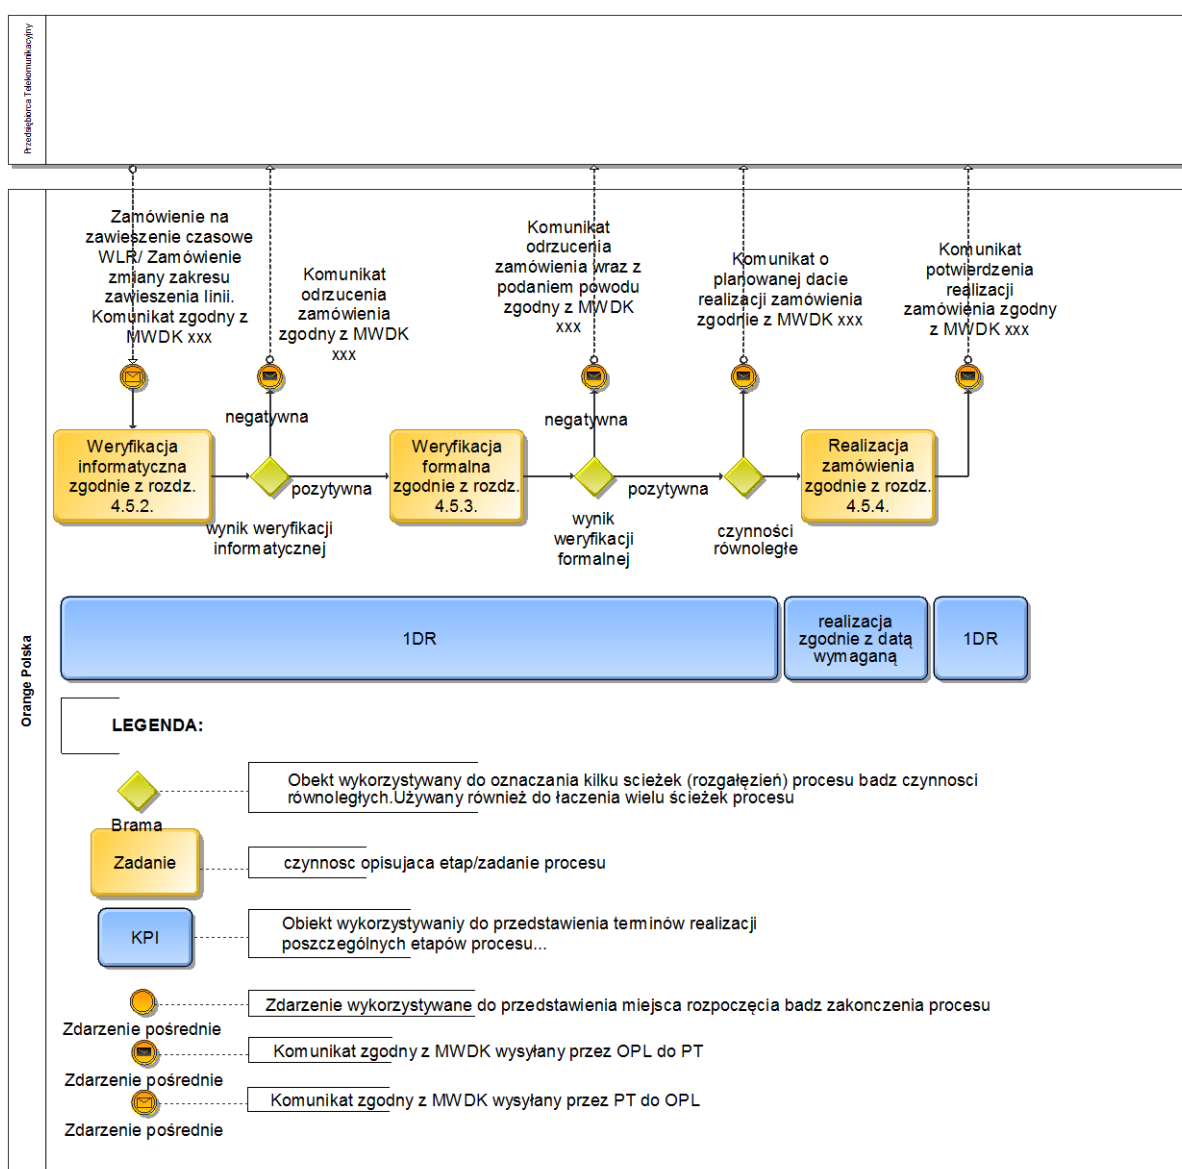 Przedsiębiorca Telekomunikacyjny
Orange Polska
Zamówienie na
zawieszenie czasowe
WLR/ Zamówienie
zmiany zakresu
zawieszenia linii.
Komunikat zgodny z
MWDK xxx
Komunikat
odrzucenia
zamówienia
zgodny z MWDK
xxx
Komunikat
odrzucenia
zamówienia wraz z
podaniem powodu
zgodny z MWDK
xxx
Komunikat o
planowanej dacie
realizacji zamówienia
zgodnie z MWDK xxx
Komunikat
potwierdzenia
realizacji
zamówienia zgodny
z MWDK xxx
negatywna
negatywna
Weryfikacja
informatyczna
zgodnie z rozdz.
4.5.2.
pozytywna
wynik weryfikacji
informatycznej
Weryfikacja
formalna
zgodnie z rozdz.
4.5.3.
pozytywna
wynik
weryfikacji
formalnej
czynności
równoległe
Realizacja
zamówienia
zgodnie z rozdz.
4.5.4.
1DR
realizacja
zgodnie z datą
wymaganą
1DR
LEGENDA:
Obekt wykorzystywany do oznaczania kilku scieżek (rozgałęzień) procesu badz czynnosci
równoległych.Używany również do łaczenia wielu ścieżek procesu
Brama
Zadanie
czynnosc opisujaca etap/zadanie procesu
KPI
Obiekt wykorzystywaniy do przedstawienia terminów realizacji
poszczególnych etapów procesu...
Zdarzenie wykorzystywane do przedstawienia miejsca rozpoczęcia badz zakonczenia procesu
Zdarzenie pośrednie
Komunikat zgodny z MWDK wysyłany przez OPL do PT
Zdarzenie pośrednie
Komunikat zgodny z MWDK wysyłany przez PT do OPL
Zdarzenie pośrednie